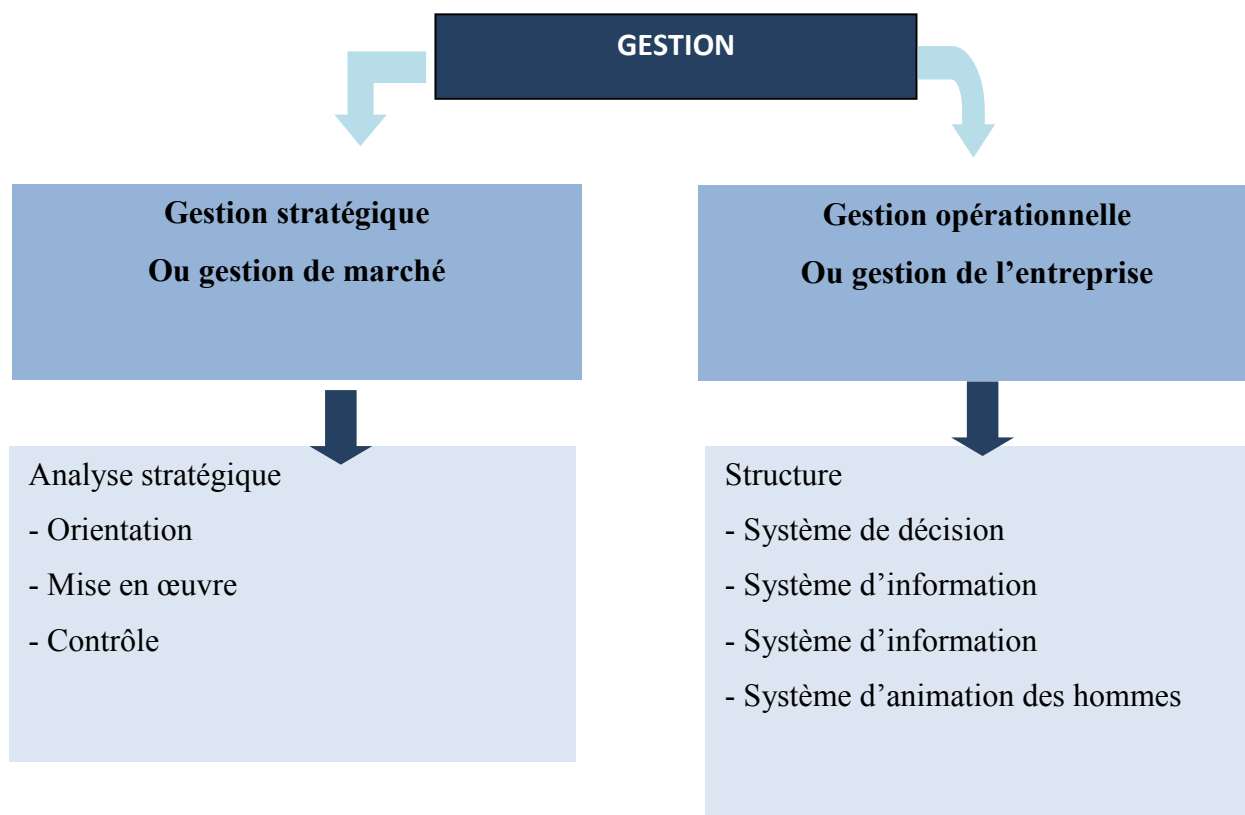 GESTION
Gestion stratégique
Ou gestion de marché
Gestion opérationnelle
Ou gestion de l’entreprise
Analyse stratégique
- Orientation
- Mise en œuvre
- Contrôle
Structure
- Système de décision
- Système d’information
- Système d’information
- Système d’animation des hommes